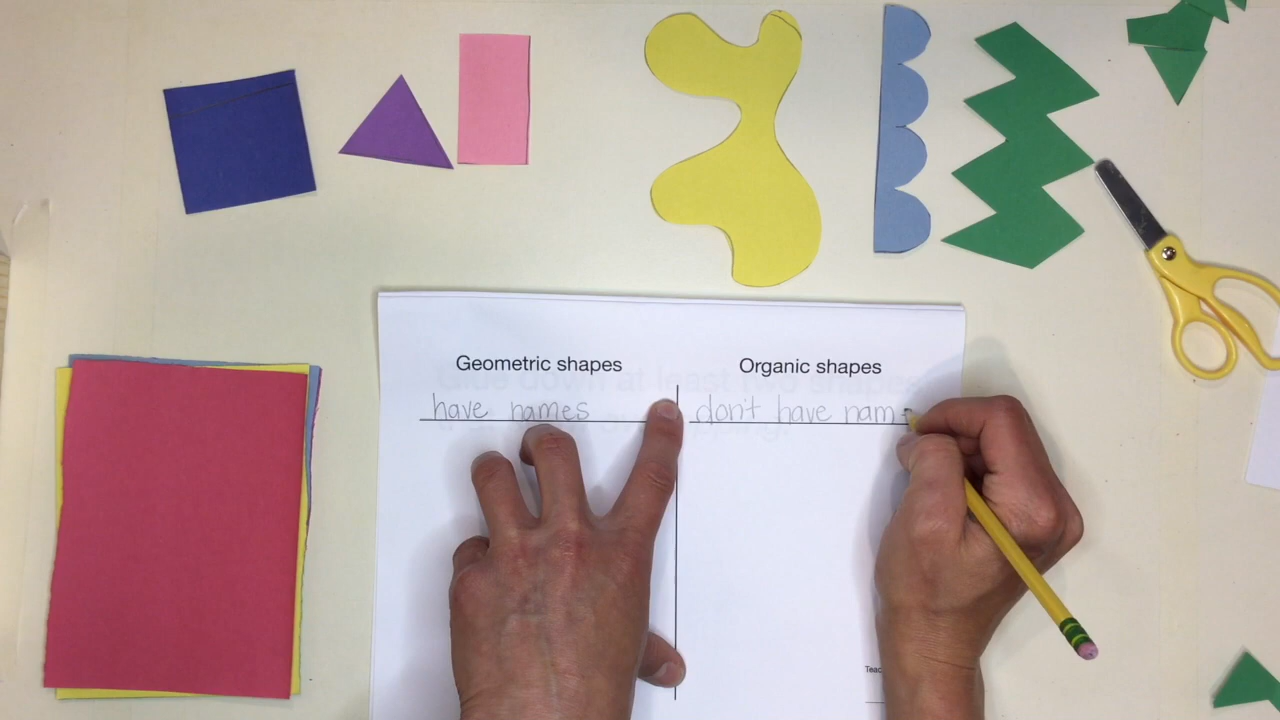 Geometric shapes
Organic shapes
have names
don't have nam